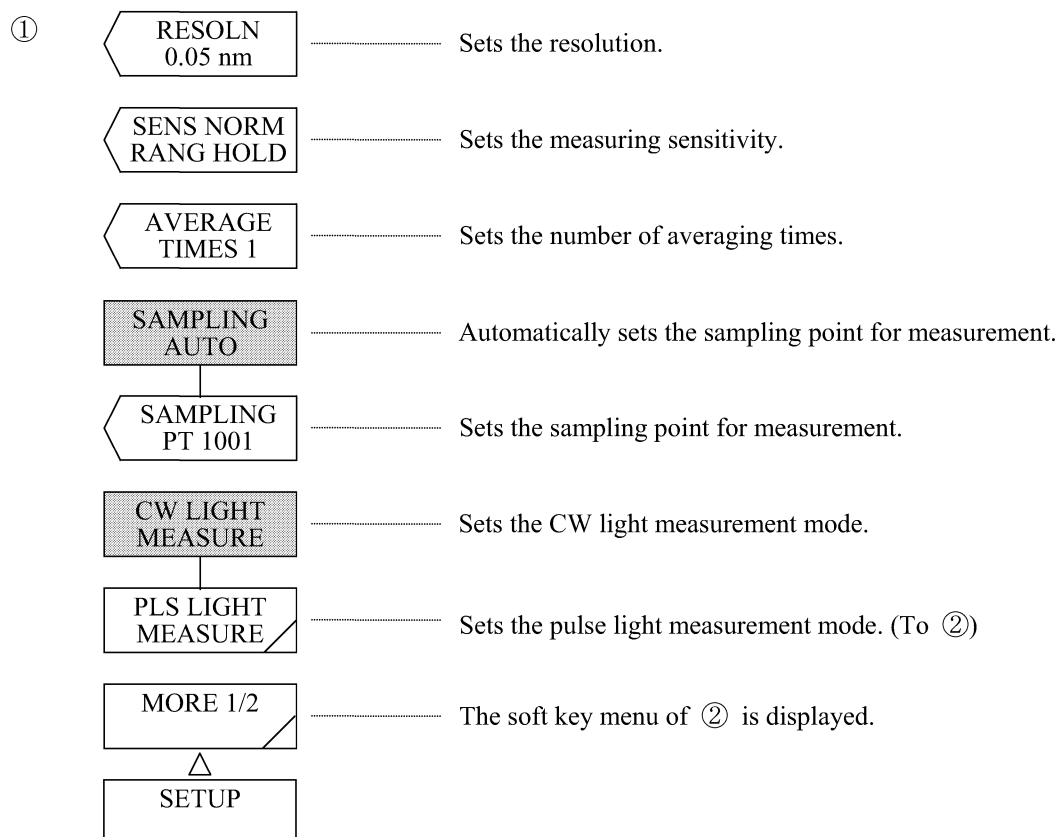 ①
RESOLN
0.05 nm
Sets the resolution.
SENS NORM
RANG HOLD
Sets the measuring sensitivity.
AVERAGE
TIMES 1
Sets the number of averaging times.
SAMPLING
AUTO
Automatically sets the sampling point for measurement.
SAMPLING
PT 1001
Sets the sampling point for measurement.
CW LIGHT
MEASURE
Sets the CW light measurement mode.
PLS LIGHT
MEASURE
Sets the pulse light measurement mode. (To ②)
MORE 1/2
The soft key menu of ② is displayed.
SETUP